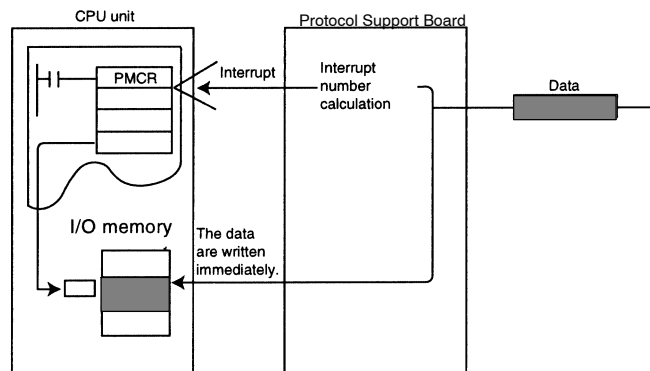 CPU unit
Protocol Support Board
PMCR
Interrupt
Interrupt
number
calculation
Data
I/O memory
The data
are written
immediately.